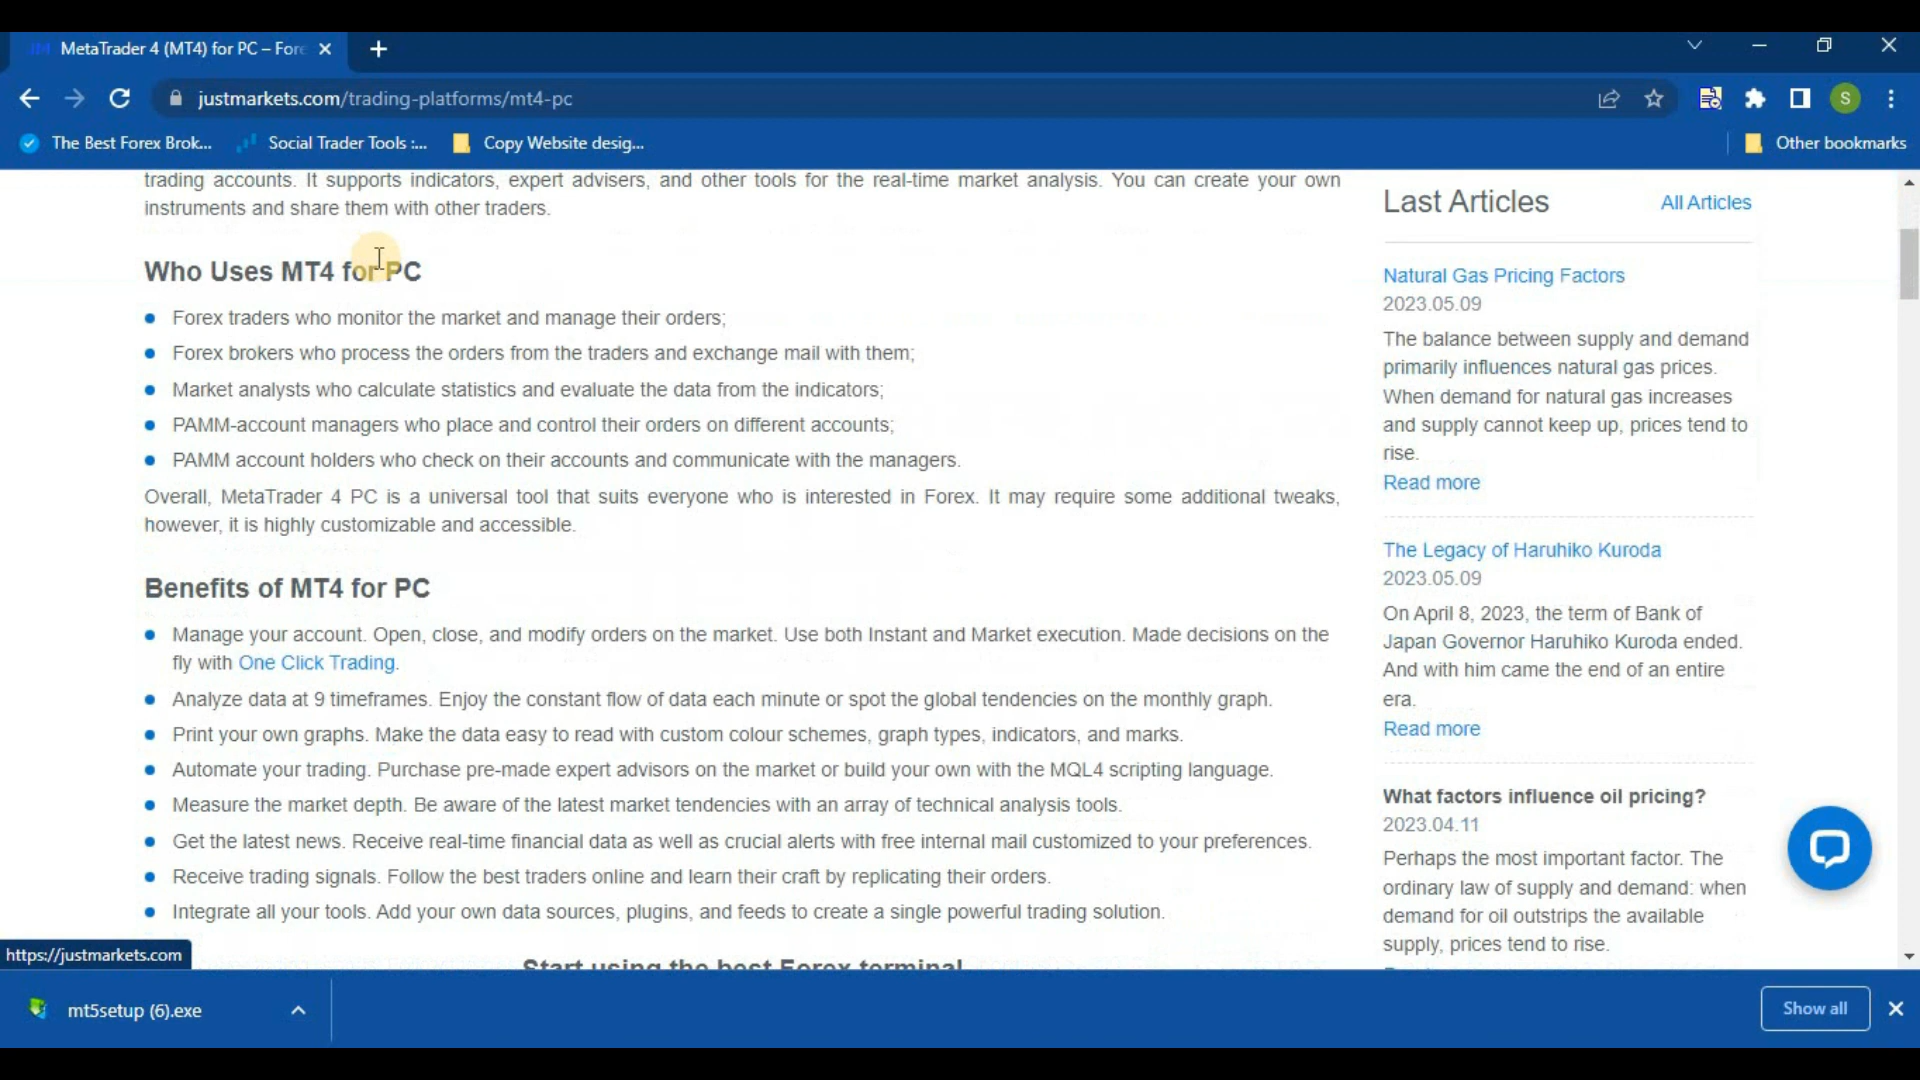 MetaTrader 4 (MT4) for PC – Fore
justmarkets.com/trading-platforms/mt4-pc
S
The Best Forex Brok...
Social Trader Tools :...
Copy Website desig...
Other bookmarks
trading accounts. It supports indicators, expert advisers, and other tools for the real-time market analysis. You can create your own
instruments and share them with other traders.
Who Uses MT4 for PC
Forex traders who monitor the market and manage their orders;
Forex brokers who process the orders from the traders and exchange mail with them;
Market analysts who calculate statistics and evaluate the data from the indicators;
PAMM-account managers who place and control their orders on different accounts;
PAMM account holders who check on their accounts and communicate with the managers.
Overall, MetaTrader 4 PC is a universal tool that suits everyone who is interested in Forex. It may require some additional tweaks,
however, it is highly customizable and accessible.
Benefits of MT4 for PC
Manage your account. Open, close, and modify orders on the market. Use both Instant and Market execution. Made decisions on the
fly with One Click Trading.
Analyze data at 9 timeframes. Enjoy the constant flow of data each minute or spot the global tendencies on the monthly graph.
Print your own graphs. Make the data easy to read with custom colour schemes, graph types, indicators, and marks.
Automate your trading. Purchase pre-made expert advisors on the market or build your own with the MQL4 scripting language.
Measure the market depth. Be aware of the latest market tendencies with an array of technical analysis tools.
Get the latest news. Receive real-time financial data as well as crucial alerts with free internal mail customized to your preferences.
Receive trading signals. Follow the best traders online and learn their craft by replicating their orders.
Integrate all your tools. Add your own data sources, plugins, and feeds to create a single powerful trading solution.
Start using the best Forex terminal
Last Articles
All Articles
Natural Gas Pricing Factors
2023.05.09
The balance between supply and demand
primarily influences natural gas prices.
When demand for natural gas increases
and supply cannot keep up, prices tend to
rise.
Read more
The Legacy of Haruhiko Kuroda
2023.05.09
On April 8, 2023, the term of Bank of
Japan Governor Haruhiko Kuroda ended.
And with him came the end of an entire
era.
Read more
What factors influence oil pricing?
2023.04.11
Perhaps the most important factor. The
ordinary law of supply and demand: when
demand for oil outstrips the available
supply, prices tend to rise.
https://justmarkets.com
mt5setup (6).exe
Show all